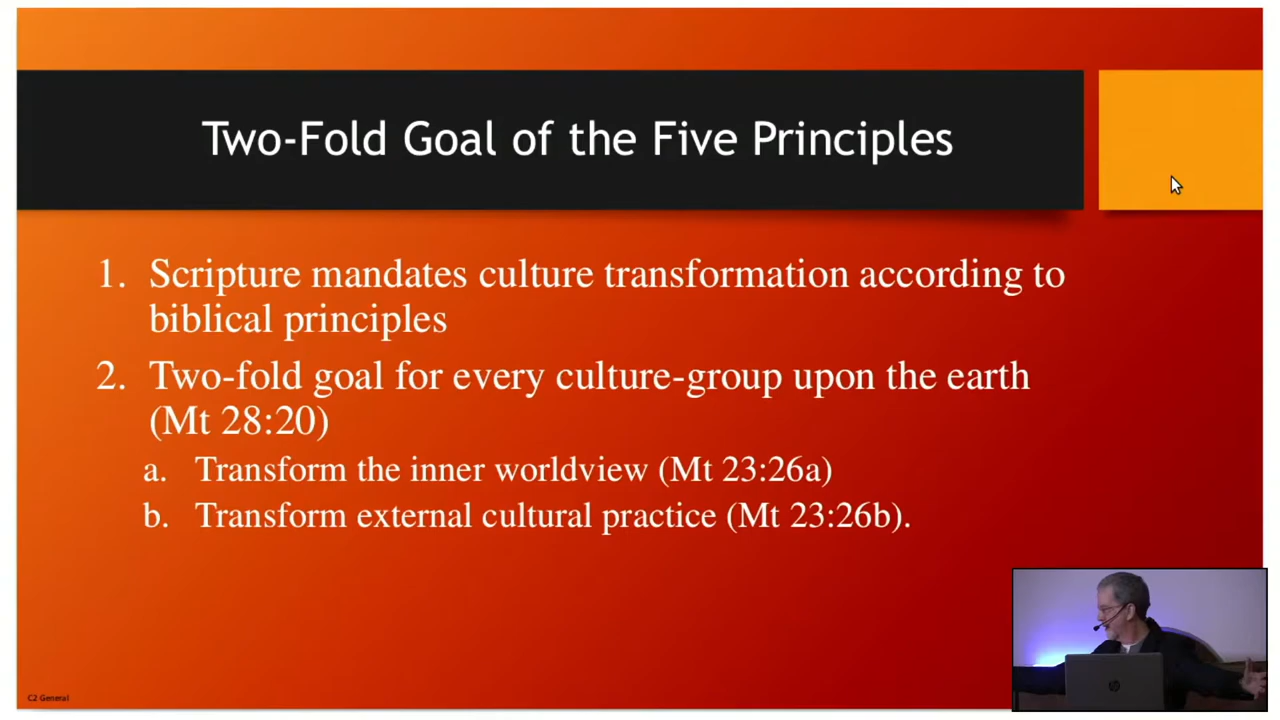 Two-Fold Goal of the Five Principles
1. Scripture mandates culture transformation according to
biblical principles
2. Two-fold goal for every culture-group upon the earth
(Mt 28:20)
a. Transform the inner worldview (Mt 23:26a)
b. Transform external cultural practice (Mt 23:26b).
C2 General
hp